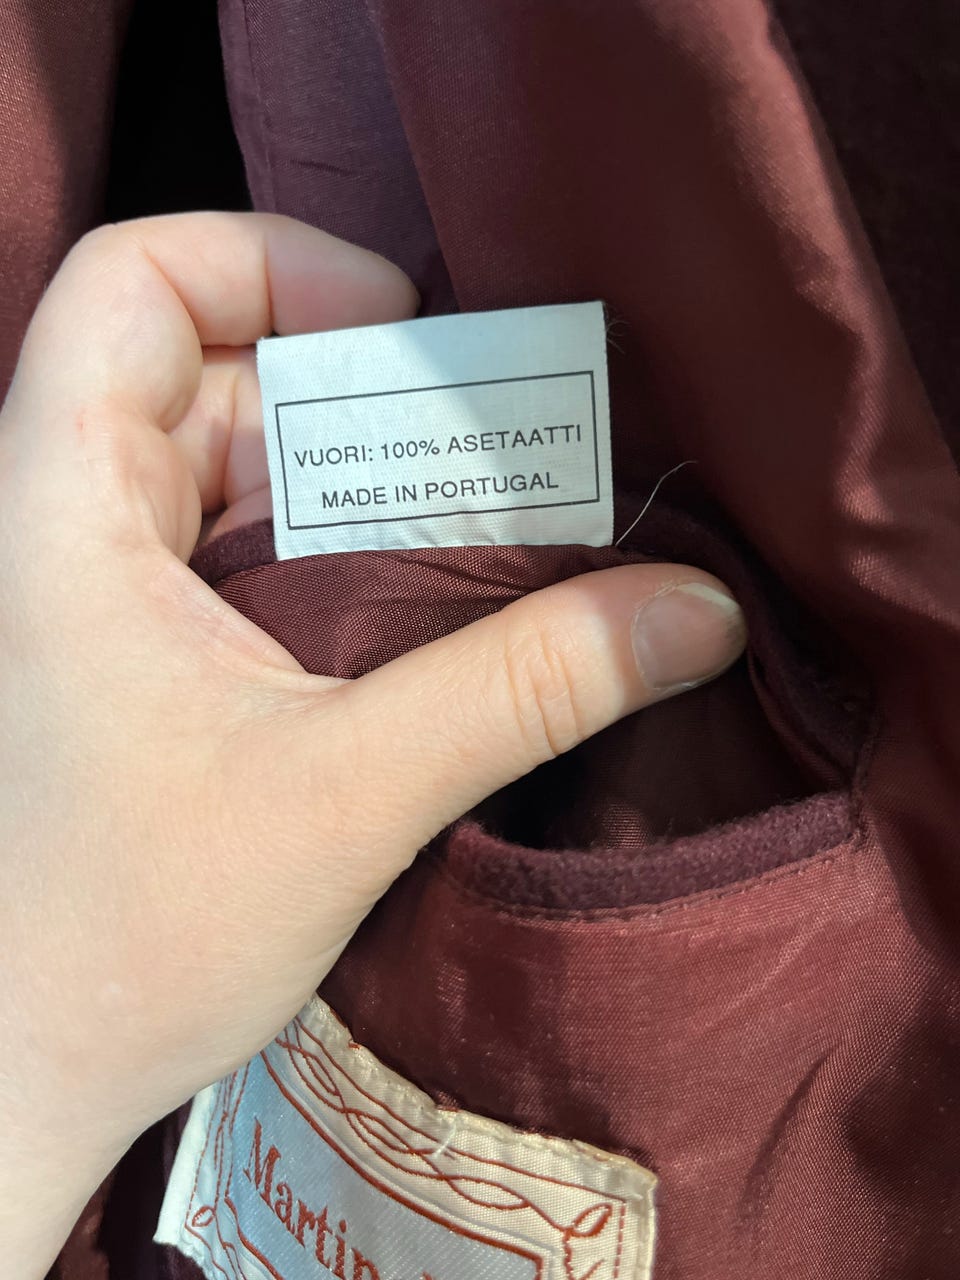 VUORI: 100% ASETAATTI
MADE IN PORTUGAL